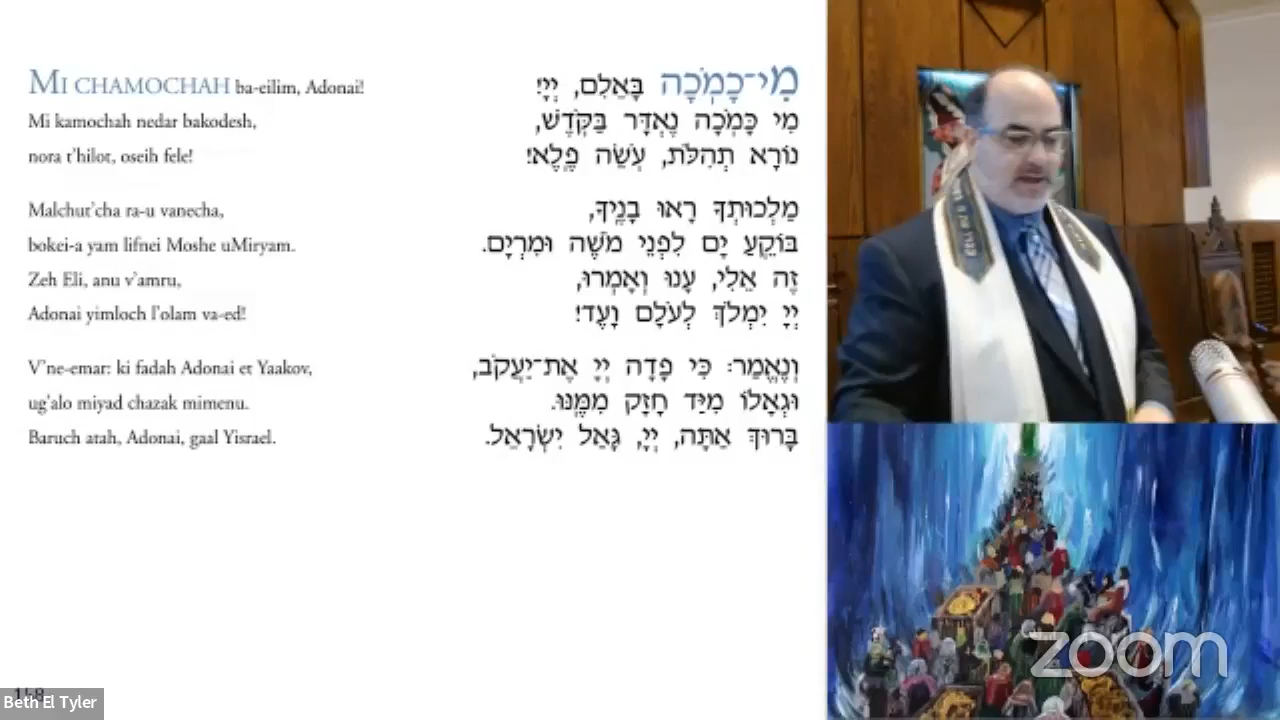 MI CHAMOCHAH ba-eilim, Adonai!
Mi kamochah nedar bakodesh,
nora t'hilot, oseih fele!
Malchut'cha ra-u vanecha,
bokei-a yam lifnei Moshe uMiryam.
Zeh Eli, anu v'amru,
Adonai yimloch l'olam va-ed!
V'ne-emar: ki fadah Adonai et Yaakov,
ug'alo miyad chazak mimenu.
Baruch atah, Adonai, gaal Yisrael.
מִי־כָמֹכָה בָּאֵלִם, יְיָ!
מִי כָּמֹכָה נֶאְדָּר בַּקֹּדֶשׁ,
נוֹרָא תְהִלֹּת, עֹשֵׂה פֶלֶא!
מַלְכוּתְךָ רָאוּ בָנֶיךָ,
בּוֹקֵעַ יָם לִפְנֵי מֹשֶׁה וּמִרְיָם.
זֶה אֵלִי, עָנוּ וְאָמְרוּ,
יְיָ יִמְלֹךְ לְעֹלָם וָעֶד!
וְנֶאֱמַר: כִּי פָדָה יְיָ אֶת־יַעֲקֹב,
וּגְאָלוֹ מִיַּד חָזָק מִמֶּנּוּ.
בָּרוּךְ אַתָּה, יְיָ, גָּאַל יִשְׂרָאֵל.
zoom
Beth El Tyler